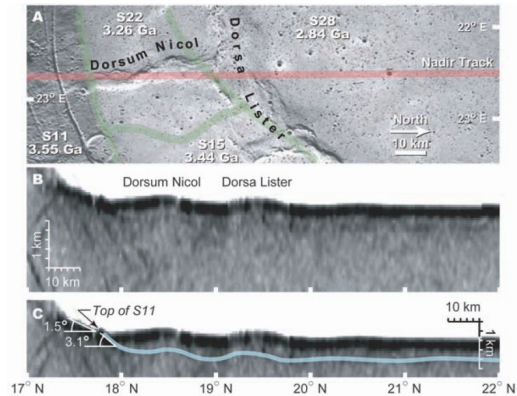 A
S22
3.26 Ga
Dorsum Nicol
Dorsa Lister
S28
2.84 Ga
22° E
Nadir Track
23° E
S11
3.55 Ga
S15
3.44 Ga
North
10 km
23° E
B
Dorsum Nicol Dorsa Lister
1 km
10 km
C
Top of S11
1.5°
3.1°
10 km
1 km
17° N 18° N 19° N 20° N 21° N 22° N